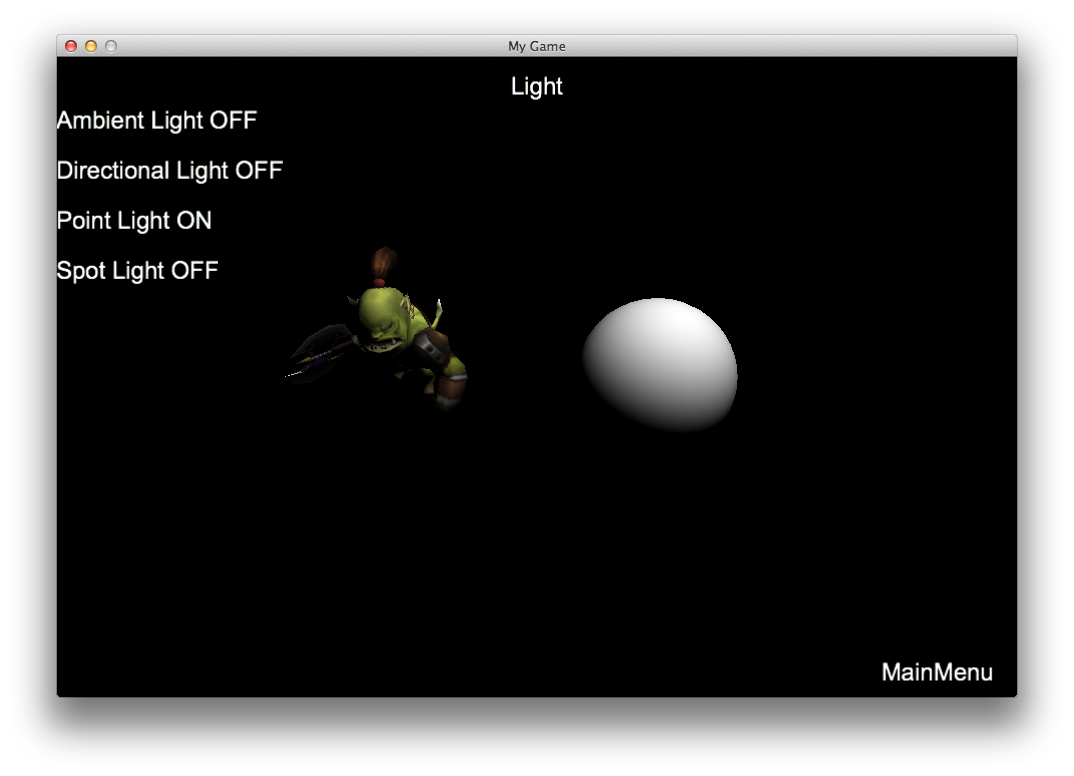 My Game
Light
Ambient Light OFF
Directional Light OFF
Point Light ON
Spot Light OFF
MainMenu